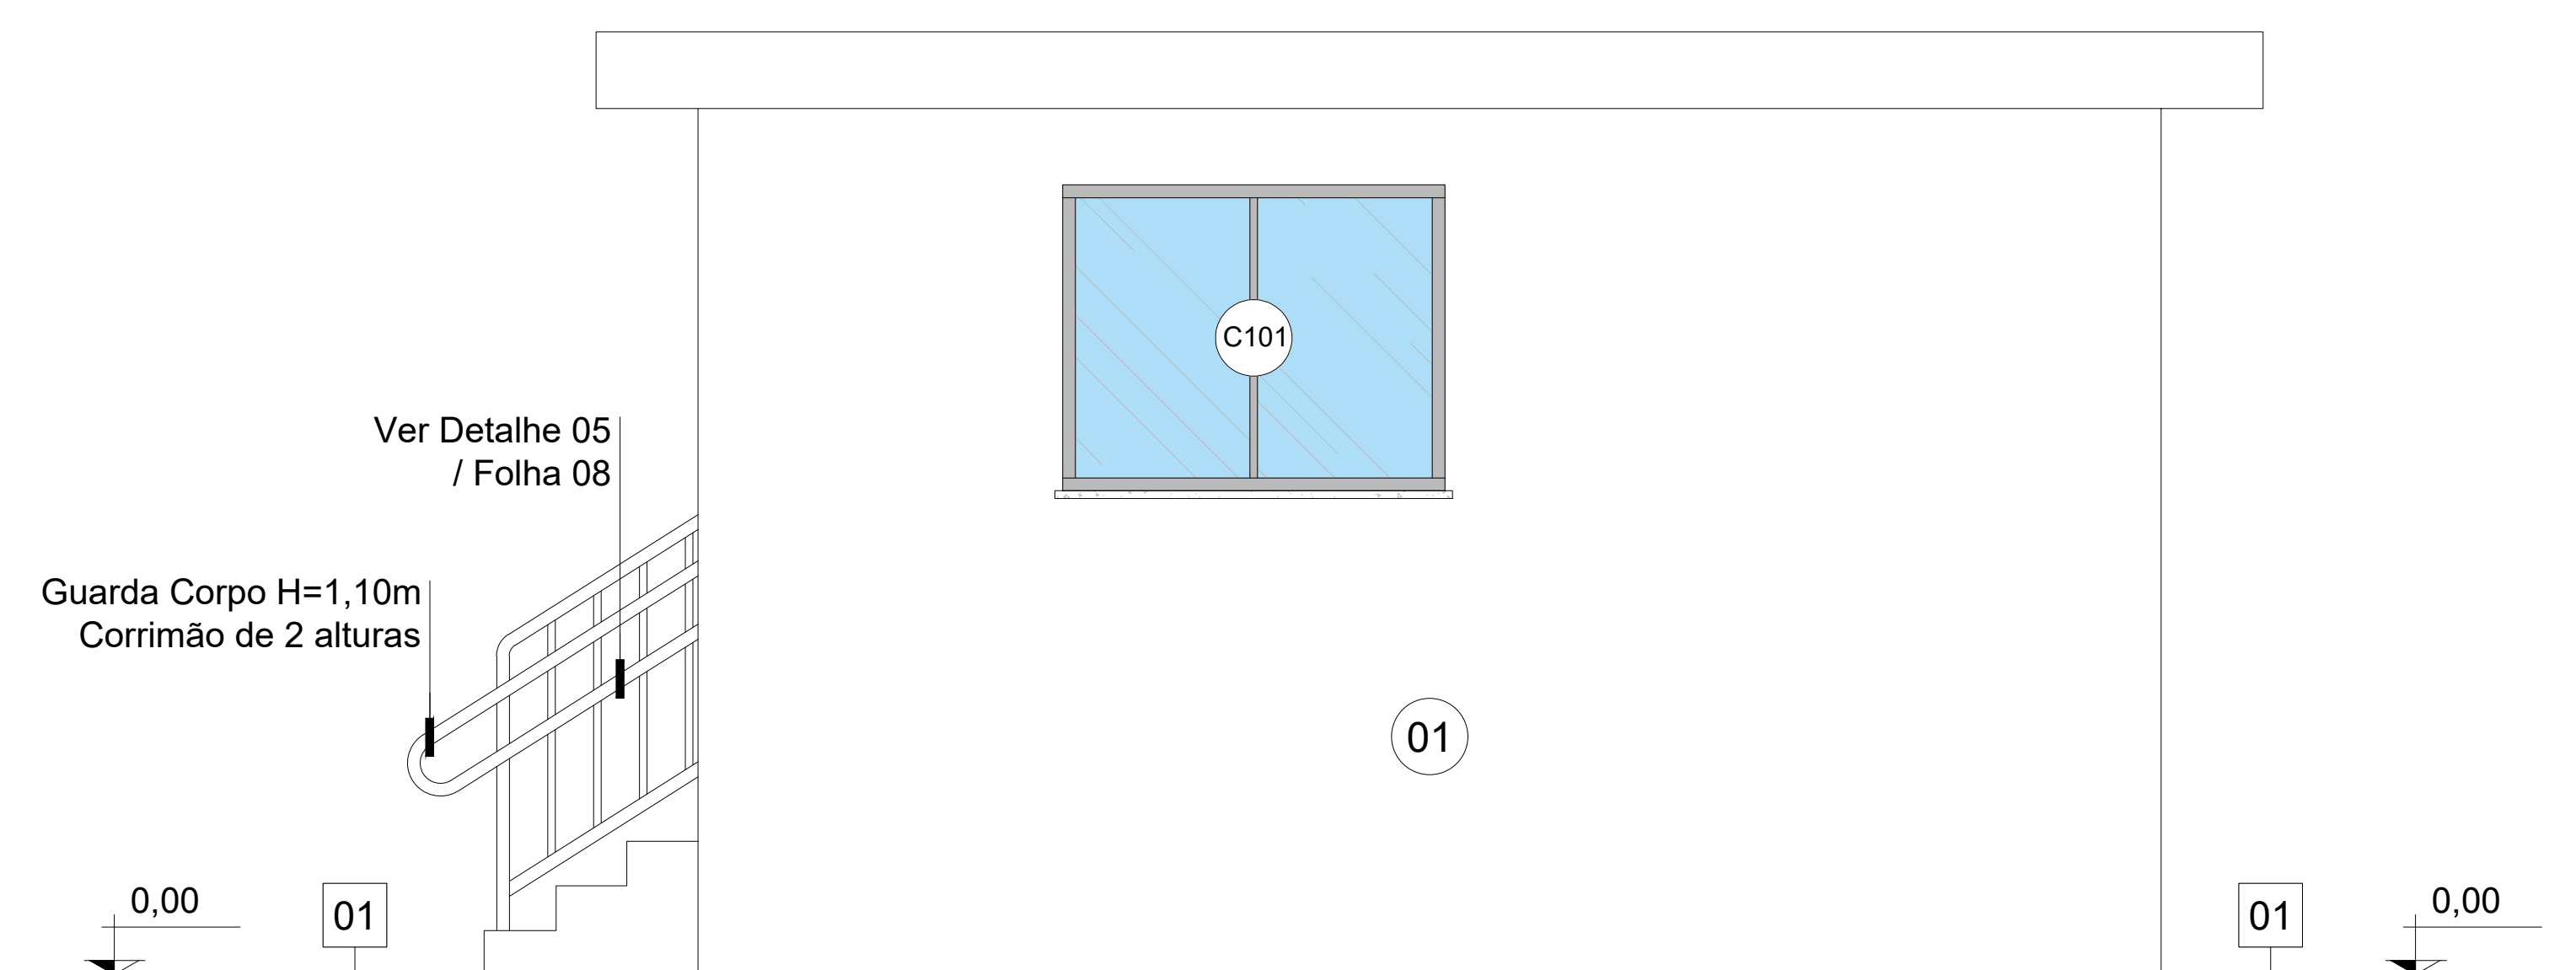 C101
Ver Detalhe 05
/ Folha 08
Guarda Corpo H=1,10m
Corrimão de 2 alturas
01
0,00
01
01
0,00